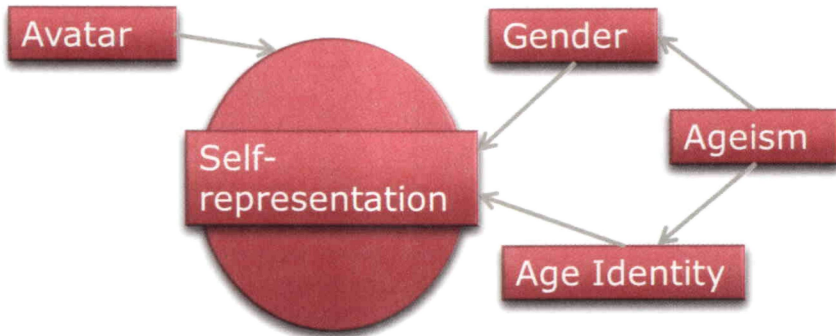 Avatar
Gender
Ageism
Self-
representation
Age Identity